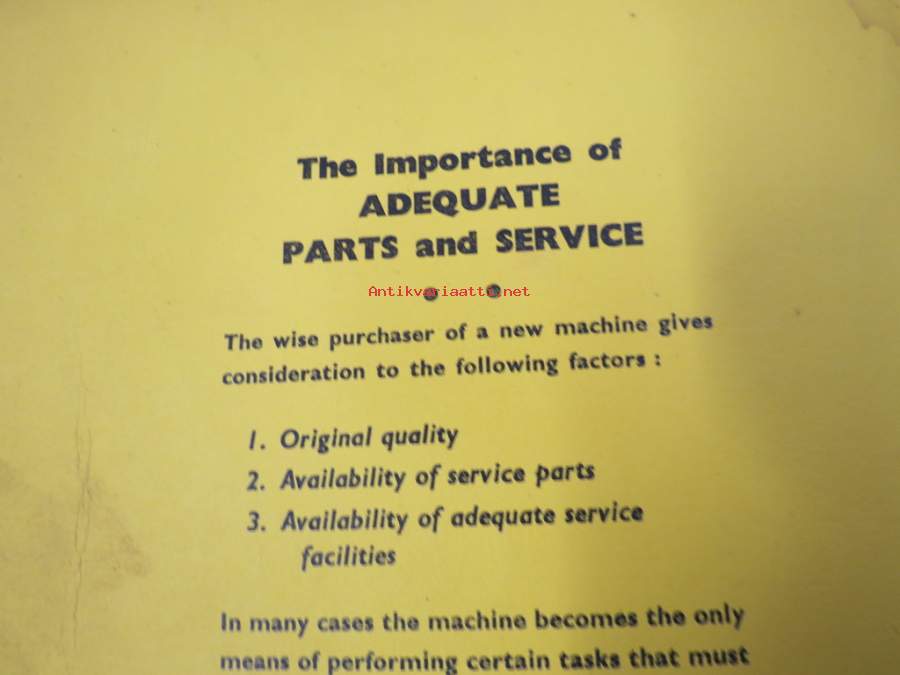 The Importance of
ADEQUATE
PARTS and SERVICE
Antikvariaatti.net
The wise purchaser of a new machine gives
consideration to the following factors :
1. Original quality
2. Availability of service parts
3. Availability of adequate service
facilities
In many cases the machine becomes the only
means of performing certain tasks that must